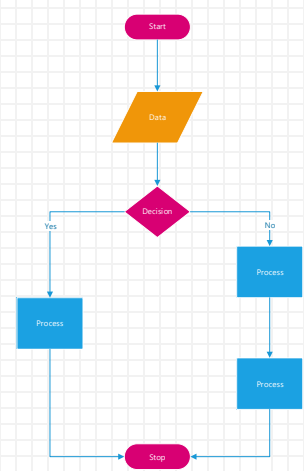 Start
Data
Decision
Yes
No
Process
Process
Process
Stop